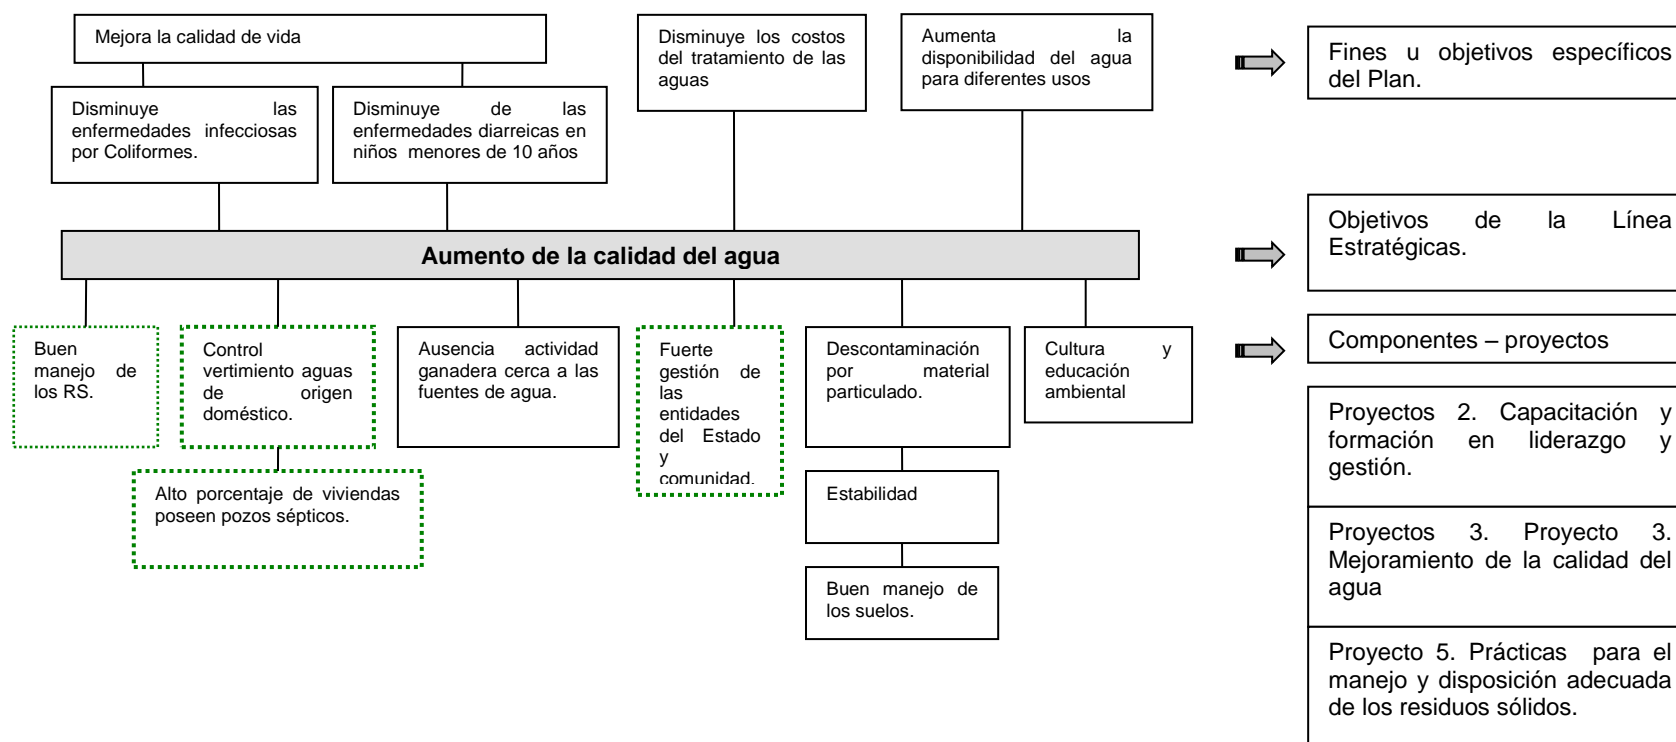 Mejora la calidad de vida
Disminuye los costos
del tratamiento de las
aguas
Aumenta la
disponibilidad del agua
para diferentes usos
Fines u objetivos específicos
del Plan.
Disminuye las
enfermedades infecciosas
por Coliformes.
Disminuye de las
enfermedades diarreicas en
niños menores de 10 años
Objetivos de la Línea
Estratégicas.
Aumento de la calidad del agua
Componentes – proyectos
Buen
manejo de
los RS.
Control
vertimiento aguas
de origen
doméstico.
Ausencia actividad
ganadera cerca a las
fuentes de agua.
Fuerte
gestión de
las
entidades
del Estado
y
comunidad.
Descontaminación
por material
particulado.
Cultura y
educación
ambiental
Alto porcentaje de viviendas
poseen pozos sépticos.
Estabilidad
Buen manejo de
los suelos.
Proyectos 2. Capacitación y
formación en liderazgo y
gestión.
Proyectos 3. Proyecto 3.
Mejoramiento de la calidad del
agua
Proyecto 5. Prácticas para el
manejo y disposición adecuada
de los residuos sólidos.